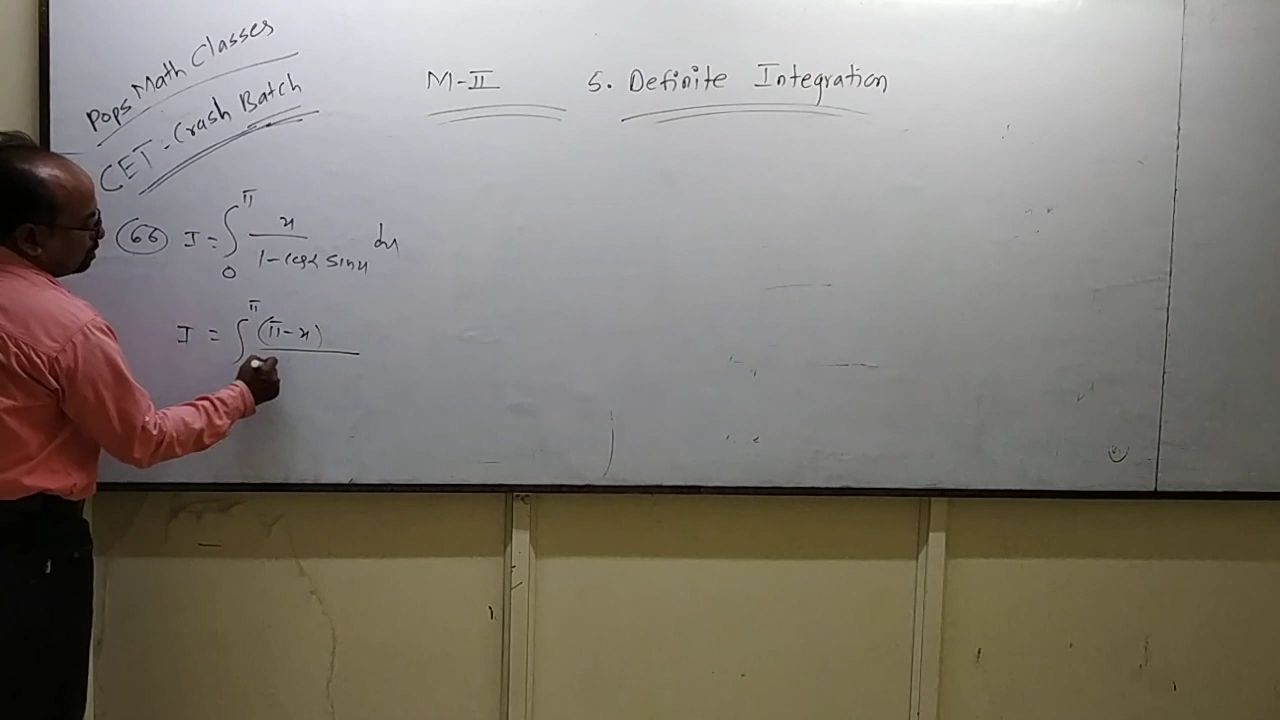 Pops Math Classes
CET-Crash Batch
M-II
5. Definite Integration
66 I = ∫₀^π x / (1 - cosα sinx) dx
I = ∫^π (π-x)